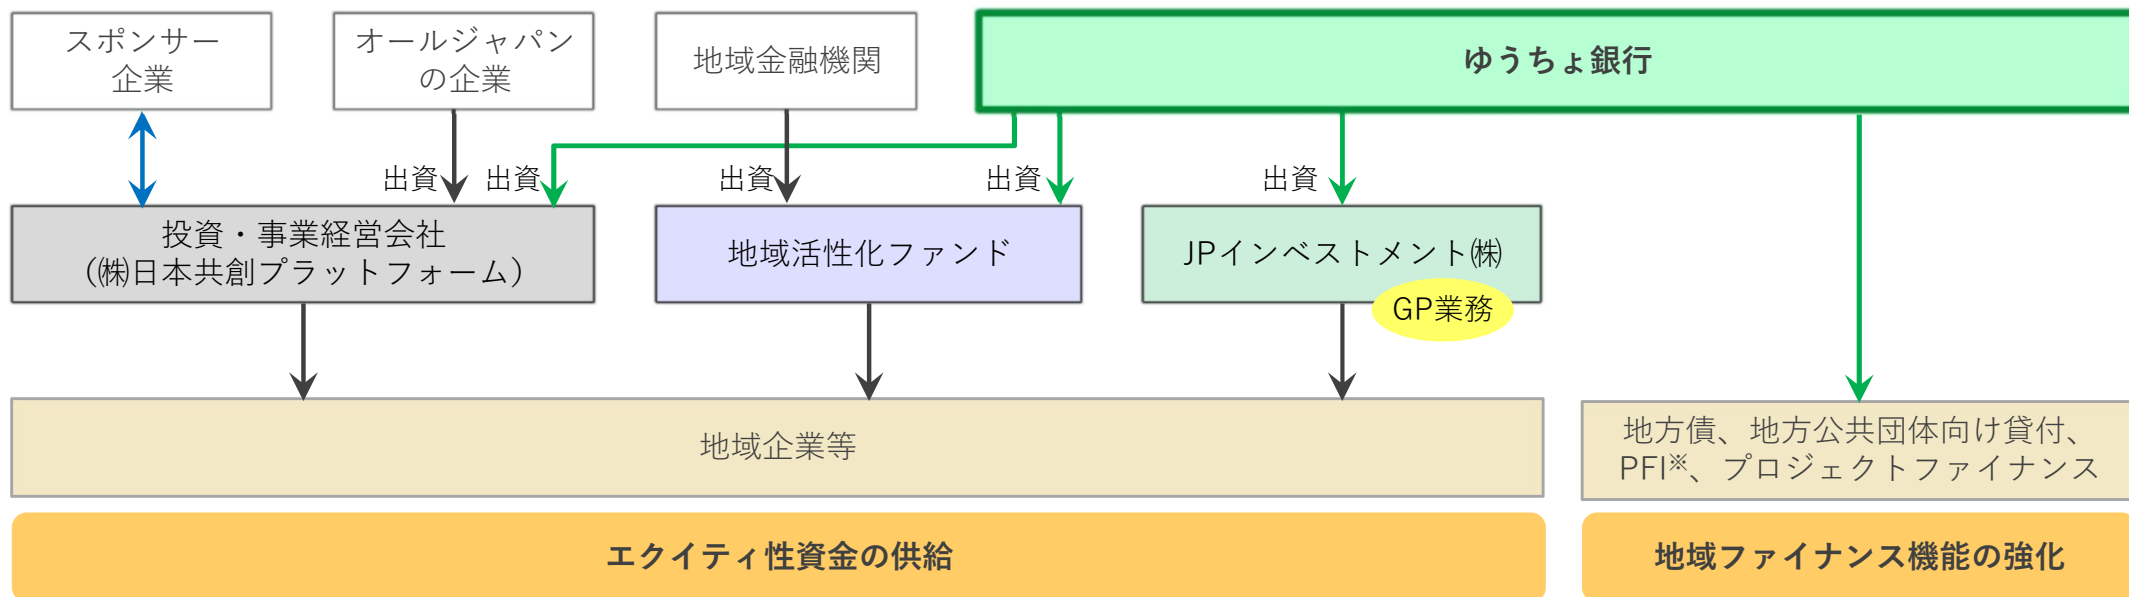 スポンサー
企業
オールジャパン
の企業
地域金融機関
ゆうちょ銀行
出資
出資
出資
出資
出資
投資・事業経営会社
（㈱日本共創プラットフォーム）
地域活性化ファンド
JPインベストメント㈱
GP業務
地域企業等
地方債、地方公共団体向け貸付、
PFI※、プロジェクトファイナンス
エクイティ性資金の供給
地域ファイナンス機能の強化